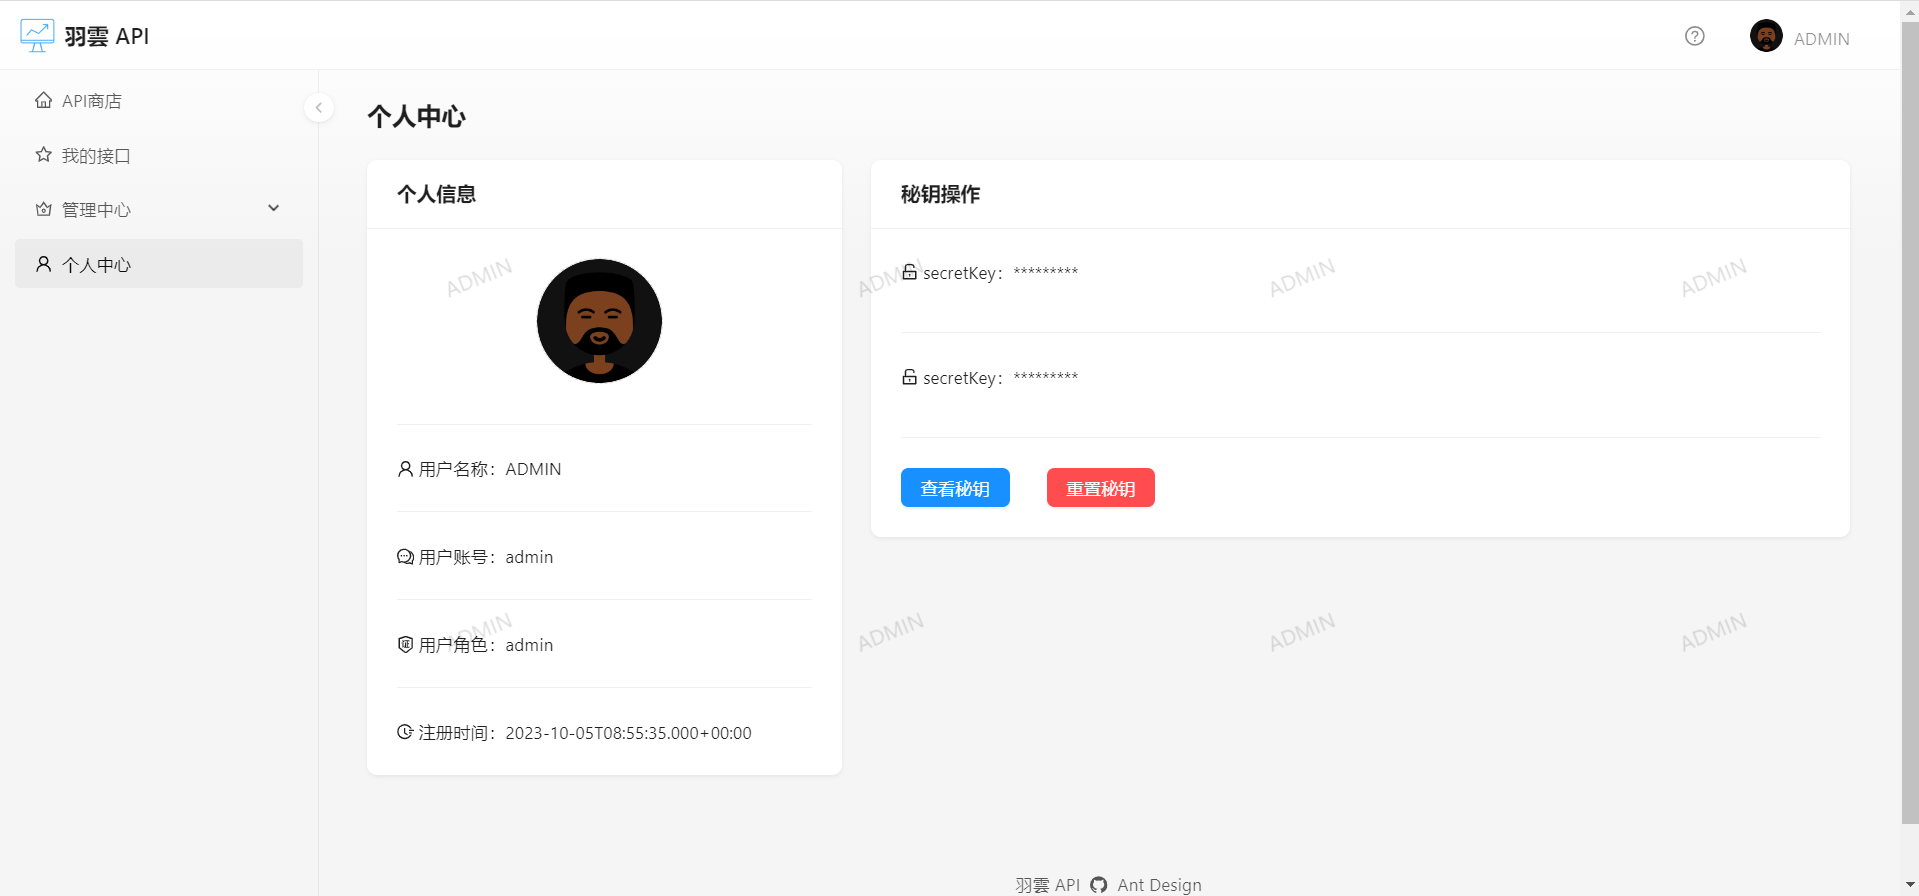 羽雲 API
ADMIN
API商店
我的接口
管理中心
个人中心
个人中心
个人信息
用户名称：ADMIN
用户账号：admin
用户角色：admin
注册时间：2023-10-05T08:55:35.000+00:00
秘钥操作
secretKey：*********
secretKey：*********
查看秘钥
重置秘钥
ADMIN
ADMIN
ADMIN
ADMIN
ADMIN
ADMIN
ADMIN
ADMIN
羽雲 API Ant Design